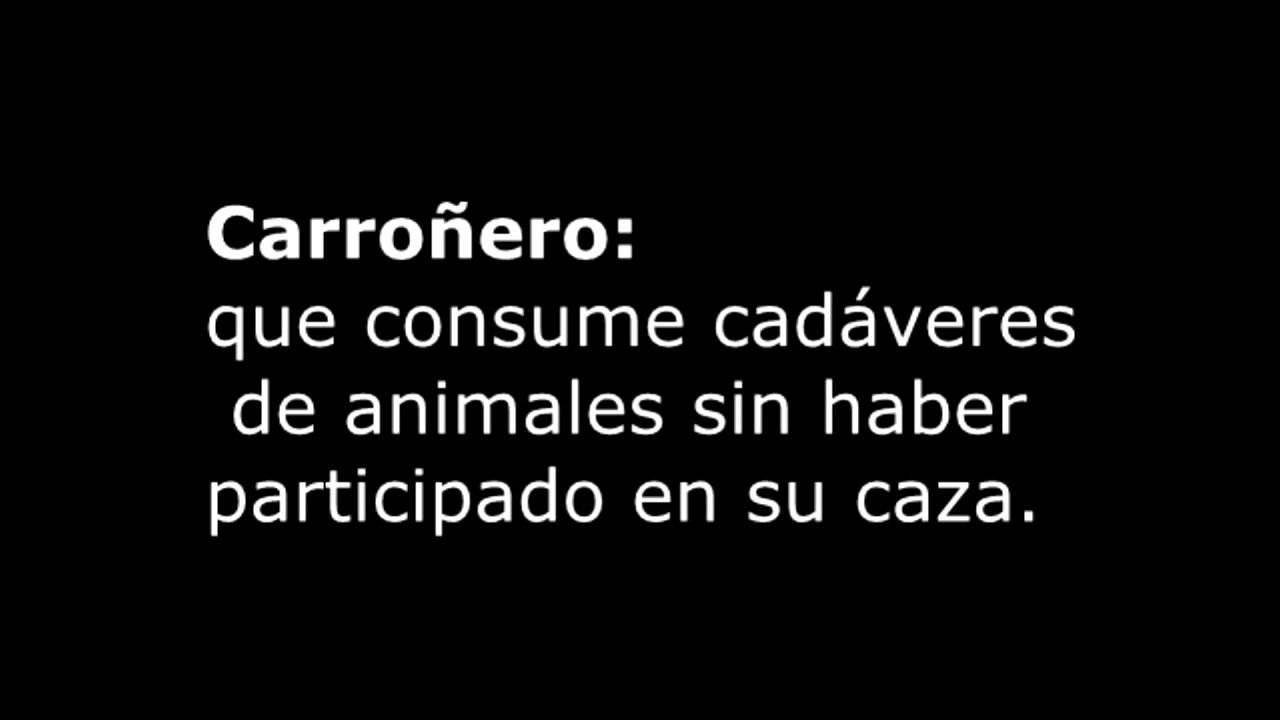 Carroñero:
que consume cadáveres
de animales sin haber
participado en su caza.